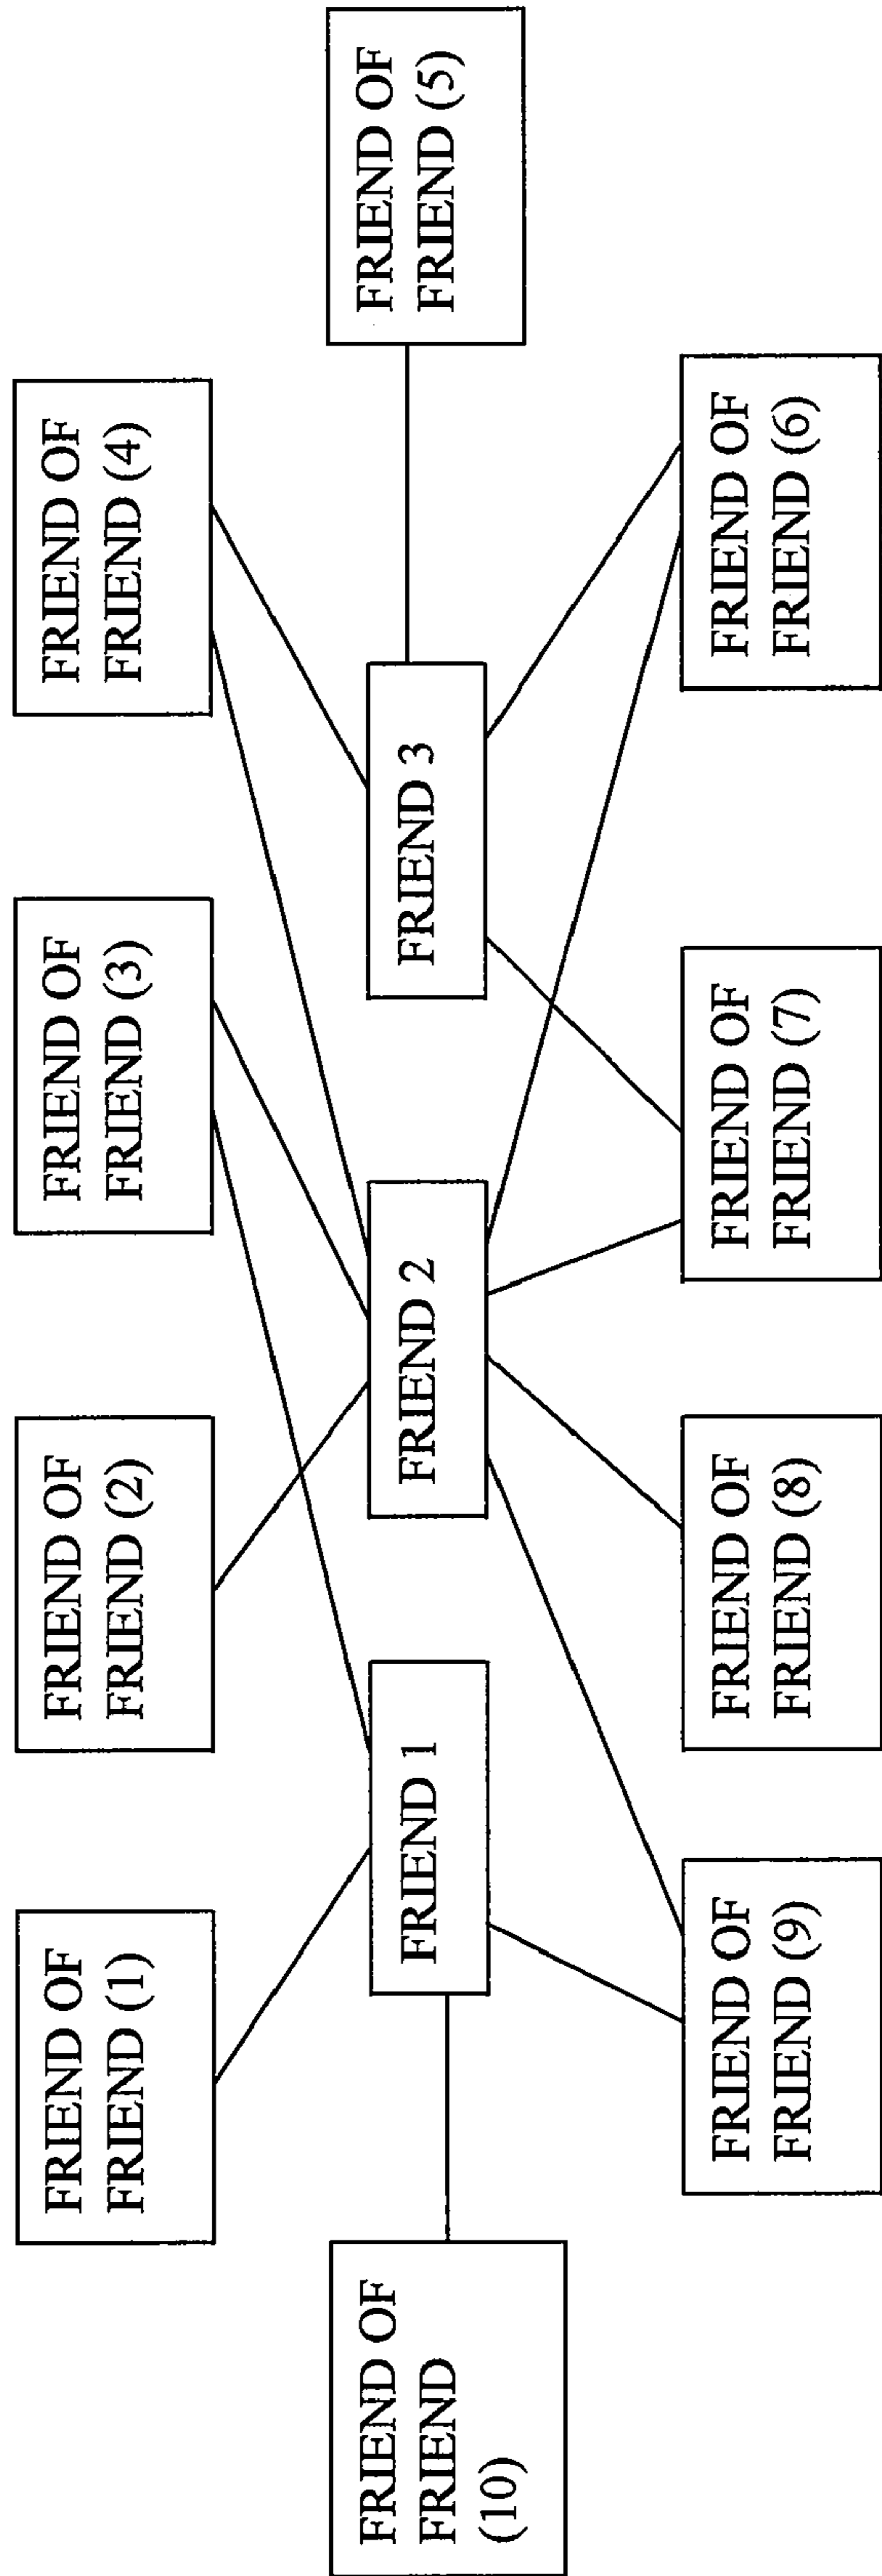 FRIEND OF
FRIEND (1)
FRIEND OF
FRIEND (2)
FRIEND OF
FRIEND (3)
FRIEND OF
FRIEND (4)
FRIEND OF
FRIEND
(10)
FRIEND 1
FRIEND 2
FRIEND 3
FRIEND OF
FRIEND (5)
FRIEND OF
FRIEND (9)
FRIEND OF
FRIEND (8)
FRIEND OF
FRIEND (7)
FRIEND OF
FRIEND (6)